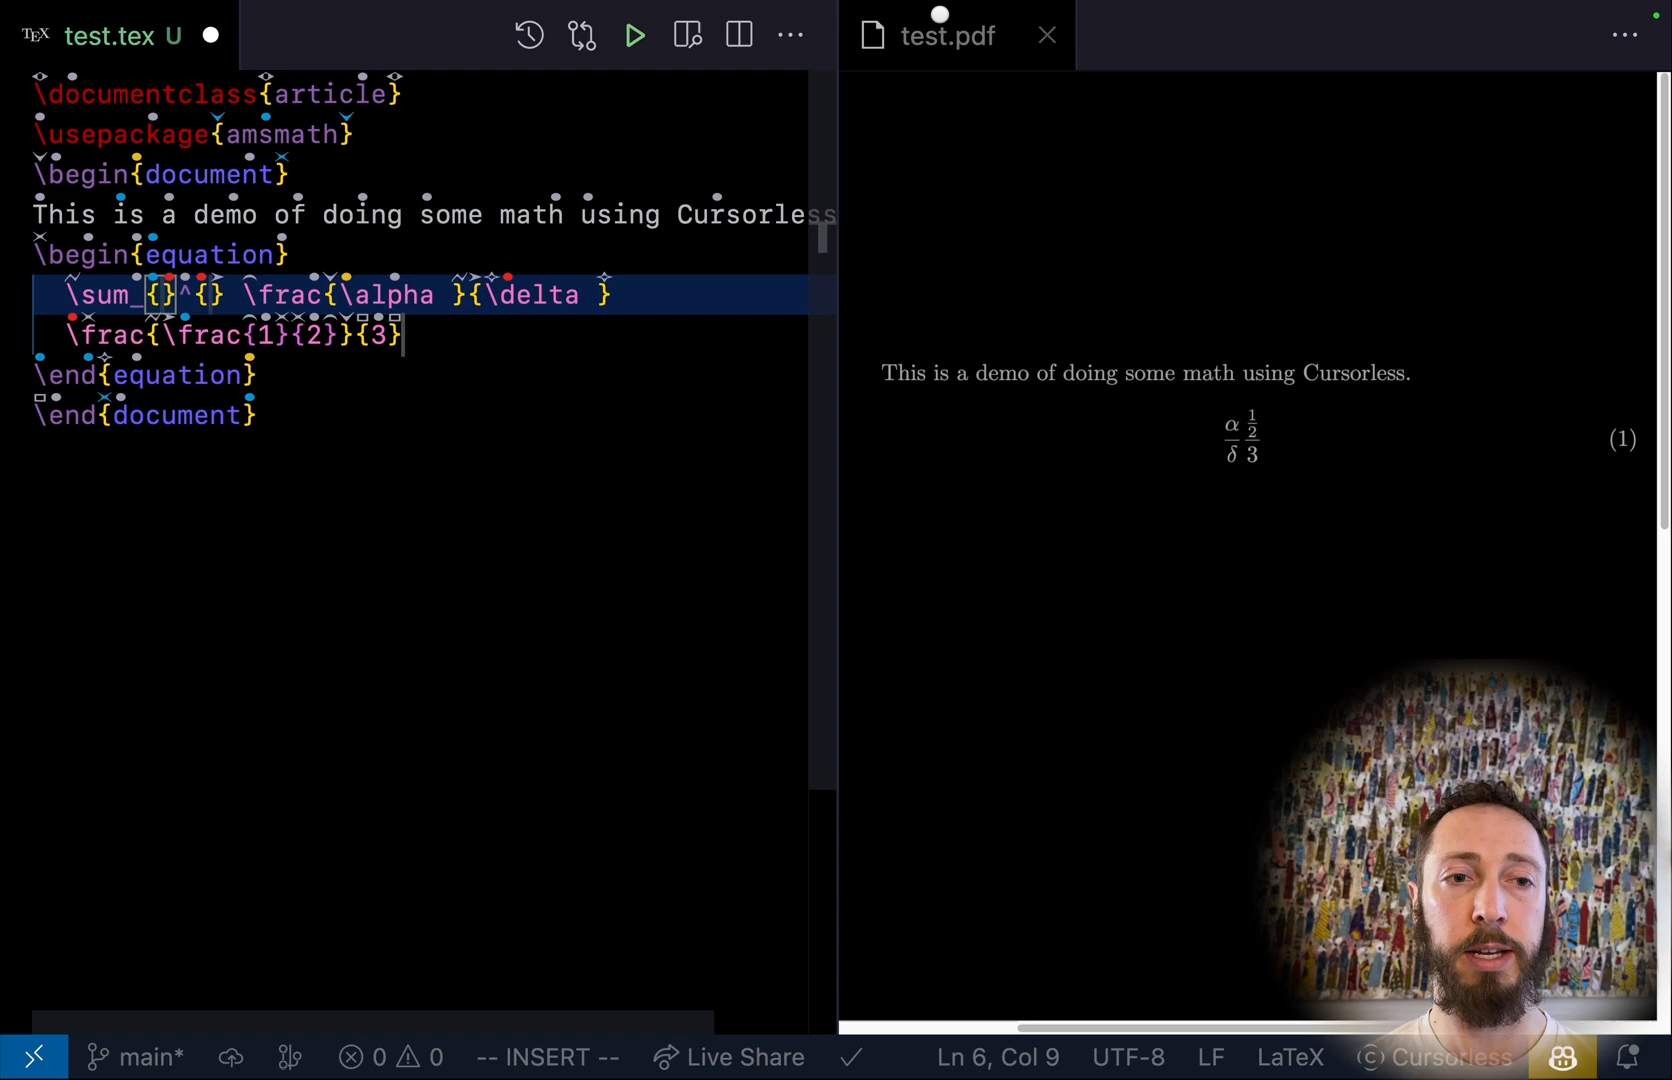 TEX test.tex U
test.pdf
\documentclass{article}
\usepackage{amsmath}
\begin{document}
This is a demo of doing some math using Cursorless
\begin{equation}
\sum_{}^{} \frac{\alpha }{\delta }
\frac{\frac{1}{2}}{3}
\end{equation}
\end{document}
This is a demo of doing some math using Cursorless.
α 1
2
δ 3
(1)
main* 0 0 -- INSERT -- Live Share Ln 6, Col 9 UTF-8 LF LaTeX Cursorless